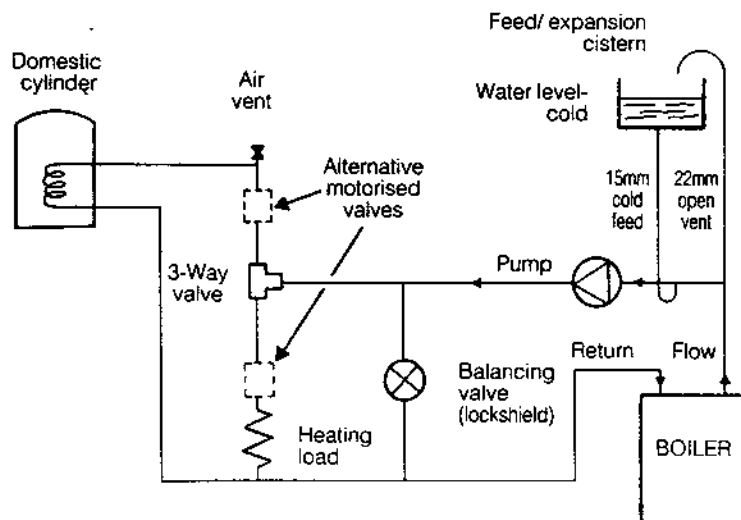 Feed/ expansion
cistern
Domestic
cylinder
Air
vent
Water level-
cold
Alternative
motorised
valves
15mm
cold
feed
22mm
open
vent
3-Way
valve
Pump
Return
Flow
Balancing
valve
(lockshield)
Heating
load
BOILER